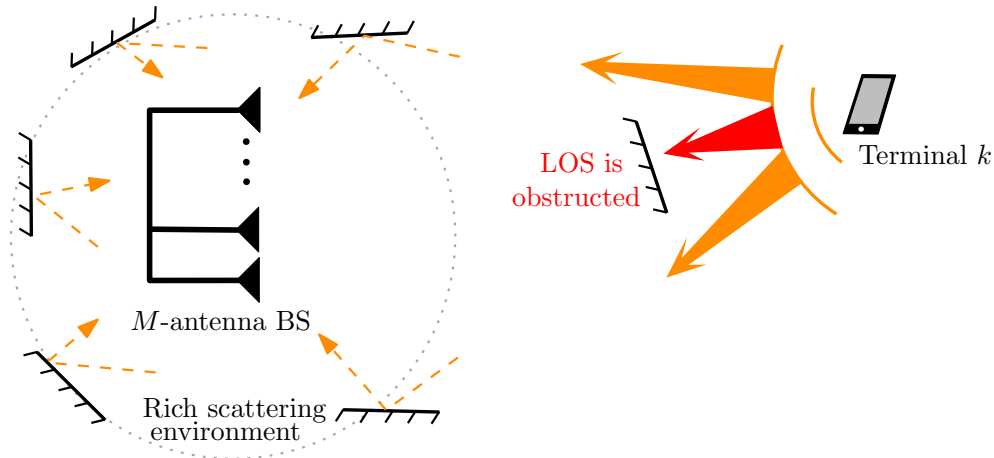 LOS is
obstructed
Terminal k
M-antenna BS
Rich scattering
environment